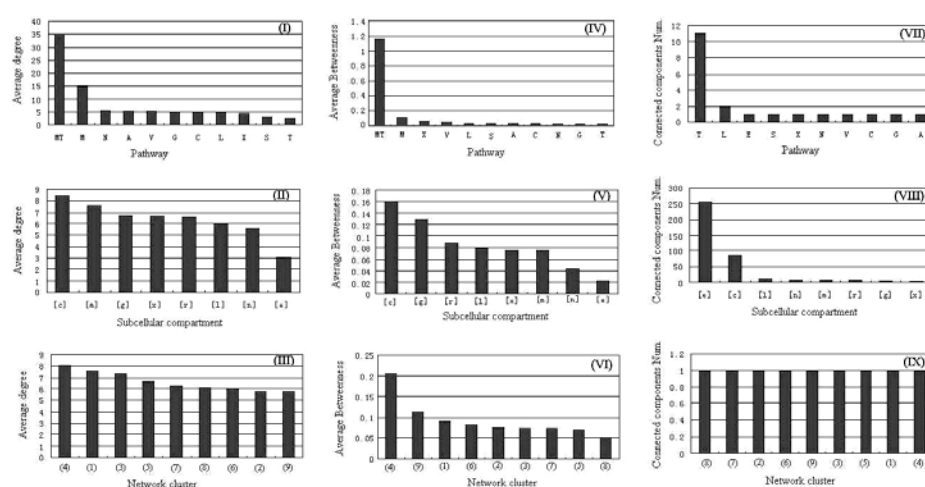 (I)
Average degree
40
35
30
25
20
15
10
5
0
MT M N A V G C L X S T
Pathway
(IV)
Average Betweenness
1.4
1.2
1
0.8
0.6
0.4
0.2
0
MT M X V L S A C N G T
Pathway
(VII)
Connected components Num.
12
10
8
6
4
2
0
T L S X N V C G A
Pathway
(II)
Average degree
9
8
7
6
5
4
3
2
1
0
[c] [m] [g] [x] [r] [l] [n] [e]
Subcellular compartment
(V)
Average Betweenness
0.18
0.16
0.14
0.12
0.1
0.08
0.06
0.04
0.02
0
[c] [g] [r] [l] [m] [n] [e]
Subcellular compartment
(VIII)
Connected components Num.
300
250
200
150
100
50
0
[e] [c] [l] [n] [m] [r] [g] [x]
Subcellular compartment
(III)
Average degree
9
8
7
6
5
4
3
2
1
0
(4) (1) (3) (5) (7) (8) (6) (2) (9)
Network cluster
(VI)
Average Betweenness
0.25
0.2
0.15
0.1
0.05
0
(4) (9) (1) (6) (2) (3) (7) (5) (8)
Network cluster
(IX)
Connected components Num.
1.2
1
0.8
0.6
0.4
0.2
0
(8) (7) (2) (6) (9) (3) (5) (1) (4)
Network cluster